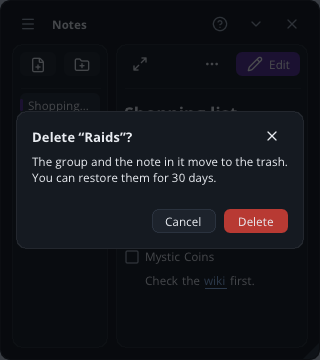 Notes
Edit
Shopping...
Shopping list
Delete “Raids”?
The group and the note in it move to the trash.
You can restore them for 30 days.
Cancel
Delete
Mystic Coins
Check the wiki first.